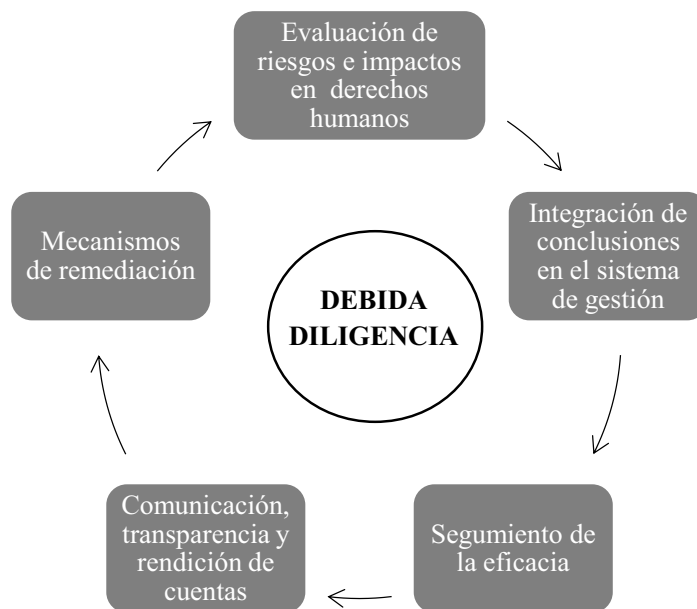 Evaluación de
riesgos e impactos
en derechos
humanos
Integración de
conclusiones
en el sistema
de gestión
Segumiento de
la eficacia
Comunicación,
transparencia y
rendición de
cuentas
Mecanismos
de remediación
DEBIDA
DILIGENCIA